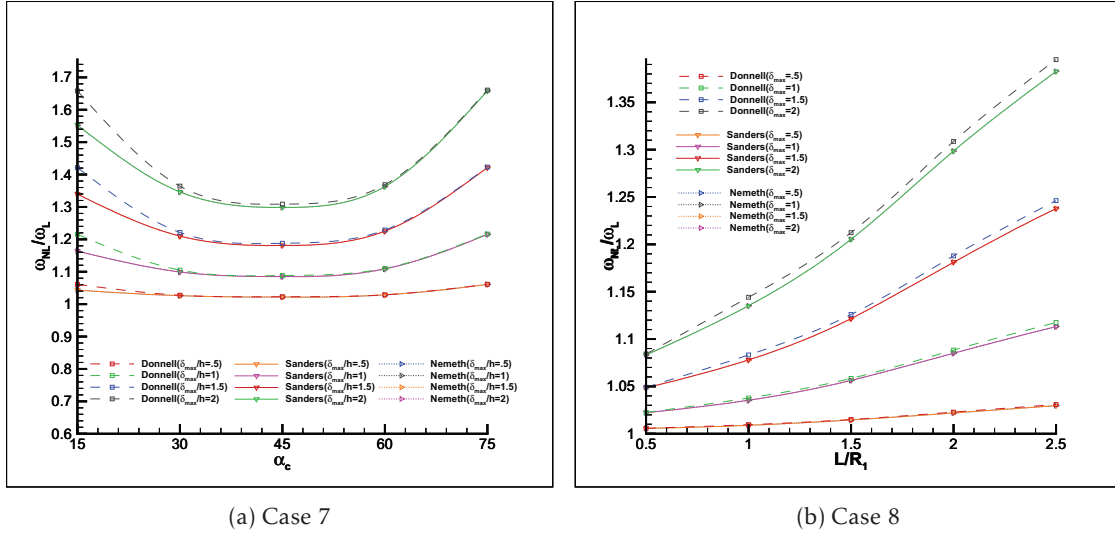 ω_NL/ω_L
1.7
1.6
1.5
1.4
1.3
1.2
1.1
1
0.9
0.8
0.7
0.6
Donnell(δ_max/h=.5)
Donnell(δ_max/h=1)
Donnell(δ_max/h=1.5)
Donnell(δ_max/h=2)
Sanders(δ_max/h=.5)
Sanders(δ_max/h=1)
Sanders(δ_max/h=1.5)
Sanders(δ_max/h=2)
Nemeth(δ_max/h=.5)
Nemeth(δ_max/h=1)
Nemeth(δ_max/h=1.5)
Nemeth(δ_max/h=2)
15 30 45 60 75
α_c
(a) Case 7
ω_NL/ω_L
1.35
1.3
1.25
1.2
1.15
1.1
1.05
1
Donnell(δ_max=.5)
Donnell(δ_max=1)
Donnell(δ_max=1.5)
Donnell(δ_max=2)
Sanders(δ_max=.5)
Sanders(δ_max=1)
Sanders(δ_max=1.5)
Sanders(δ_max=2)
Nemeth(δ_max=.5)
Nemeth(δ_max=1)
Nemeth(δ_max=1.5)
Nemeth(δ_max=2)
0.5 1 1.5 2 2.5
L/R_1
(b) Case 8